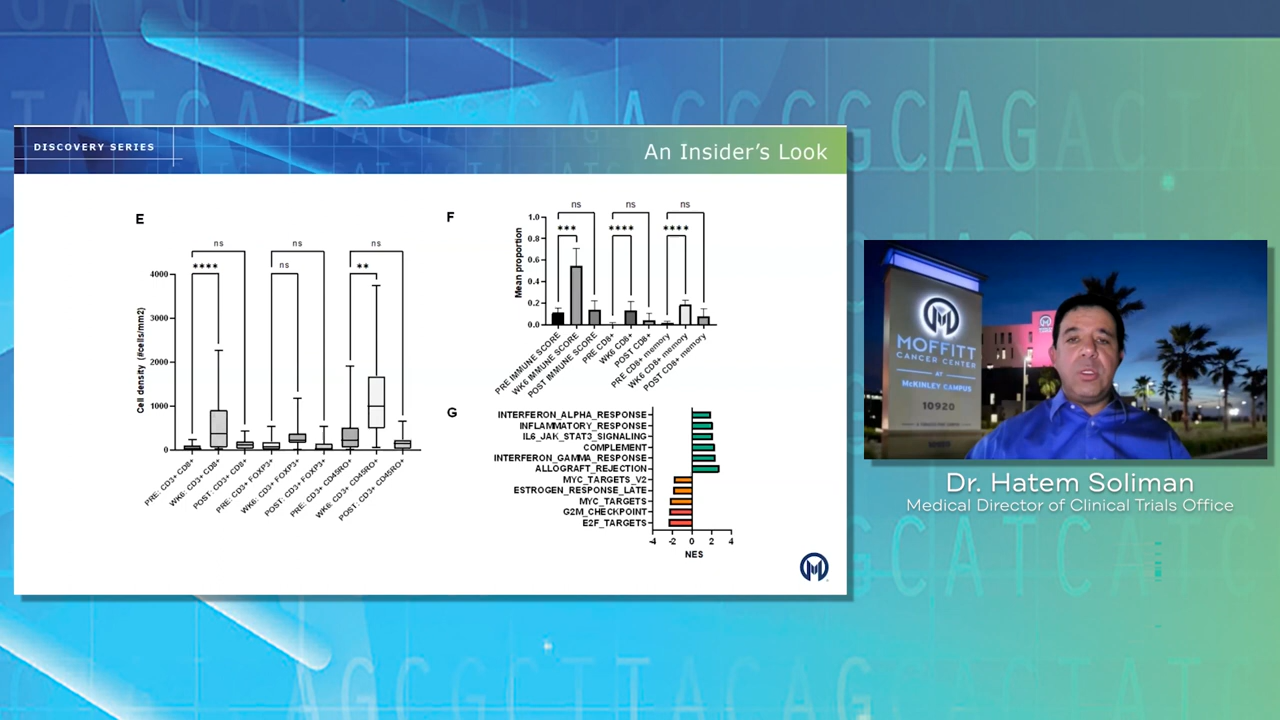 DISCOVERY SERIES
An Insider's Look
E
Cell density (#cells/mm2)
4000
3000
2000
1000
0
ns
****
ns
ns
ns
**
PRE: CD3+ CD8+
WK6: CD3+ CD8+
POST: CD3+ CD8+
PRE: CD3+ FOXP3+
WK6: CD3+ FOXP3+
POST: CD3+ FOXP3+
PRE: CD3+ CD45RO+
WK6: CD3+ CD45RO+
POST: CD3+ CD45RO+
F
Mean proportion
1.0
0.8
0.6
0.4
0.2
0.0
ns
***
ns
****
ns
****
PRE IMMUNE SCORE
WK6 IMMUNE SCORE
POST IMMUNE SCORE
PRE CD8+
WK6 CD8+
POST CD8+
PRE CD8+ memory
WK6 CD8+ memory
POST CD8+ memory
G
INTERFERON_ALPHA_RESPONSE
INFLAMMATORY_RESPONSE
IL6_JAK_STAT3_SIGNALING
COMPLEMENT
INTERFERON_GAMMA_RESPONSE
ALLOGRAFT_REJECTION
MYC_TARGETS_V2
ESTROGEN_RESPONSE_LATE
MYC_TARGETS
G2M_CHECKPOINT
E2F_TARGETS
-4 -2 0 2 4
NES
MOFFITT
CANCER CENTER
AT
McKINLEY CAMPUS
10920
Dr. Hatem Soliman
Medical Director of Clinical Trials Office